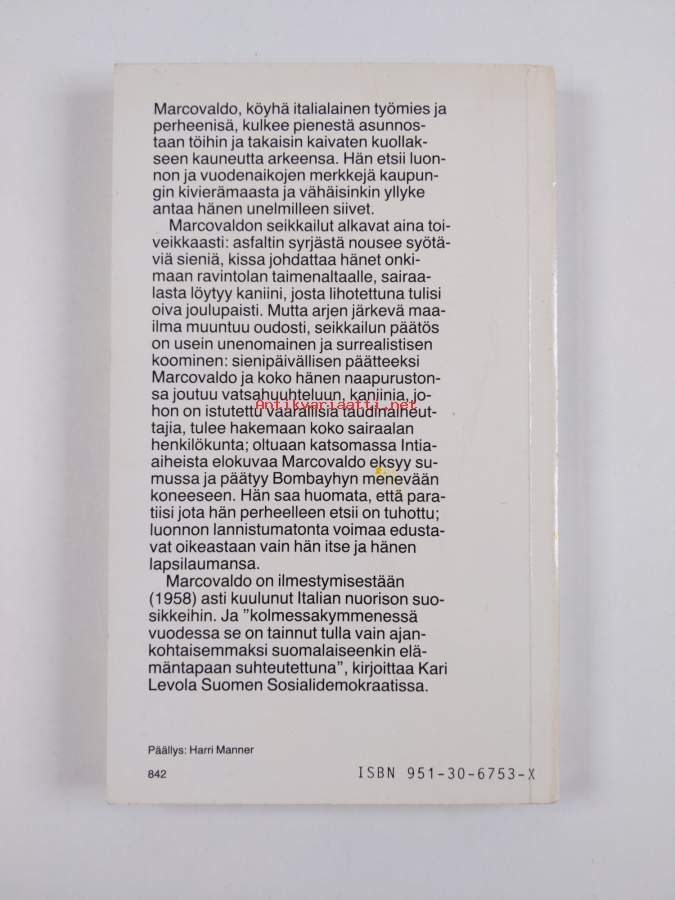 Marcovaldo, köyhä italialainen työmies ja
perheenisä, kulkee pienestä asunnos-
taan töihin ja takaisin kaivaten kuollak-
seen kauneutta arkeensa. Hän etsii luon-
non ja vuodenaikojen merkkejä kaupun-
gin kivierämaasta ja vähäisinkin yllyke
antaa hänen unelmilleen siivet.
Marcovaldon seikkailut alkavat aina toi-
veikkaasti: asfaltin syrjästä nousee syötä-
viä sieniä, kissa johdattaa hänet onki-
maan ravintolan taimenaltaalle, sairaa-
lasta löytyy kaniini, josta lihotettuna tulisi
oiva joulupaisti. Mutta arjen järkevä maa-
ilma muuntuu oudosti, seikkailun päätös
on usein unenomainen ja surrealistisen
koominen: sienipäivällisen päätteeksi
Marcovaldo ja koko hänen naapuruston-
sa joutuu vatsahuuhteluun, kaniinia, jo-
Antikvariaatti.net
hon on istutettu vaarallisia taudinaiheut-
tajia, tulee hakemaan koko sairaalan
henkilökunta; oltuaan katsomassa Intia-
aiheista elokuvaa Marcovaldo eksyy su-
mussa ja päätyy Bombayhyn menevään
koneeseen. Hän saa huomata, että para-
tiisi jota hän perheelleen etsii on tuhottu;
luonnon lannistumatonta voimaa edusta-
vat oikeastaan vain hän itse ja hänen
lapsilaumansa.
Marcovaldo on ilmestymisestään
(1958) asti kuulunut Italian nuorison suo-
sikkeihin. Ja ”kolmessakymmenessä
vuodessa se on tainnut tulla vain ajan-
kohtaisemmaksi suomalaiseenkin elä-
mäntapaan suhteutettuna”, kirjoittaa Kari
Levola Suomen Sosialidemokraatissa.
Päällys: Harri Manner
842
ISBN 951-30-6753-X